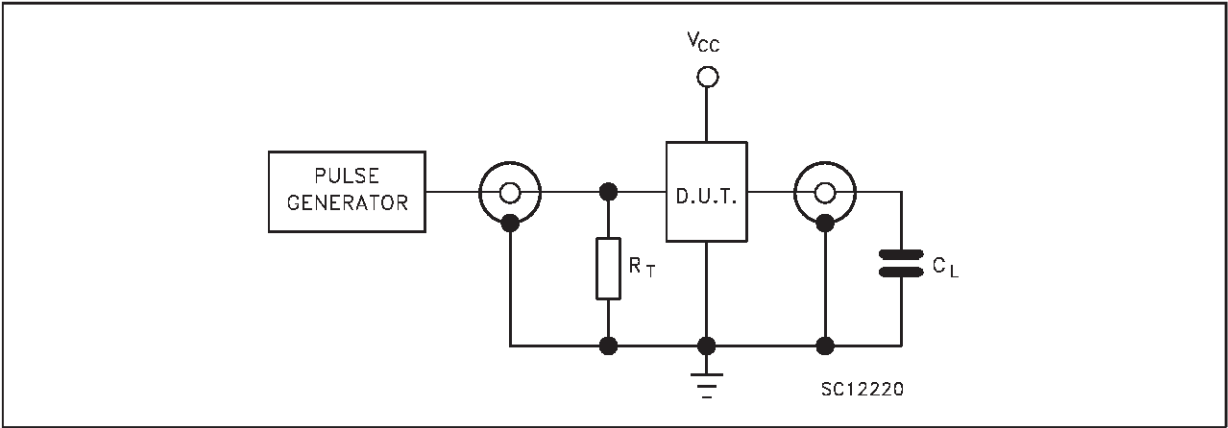 VCC
PULSE
GENERATOR
D.U.T.
RT
CL
SC12220